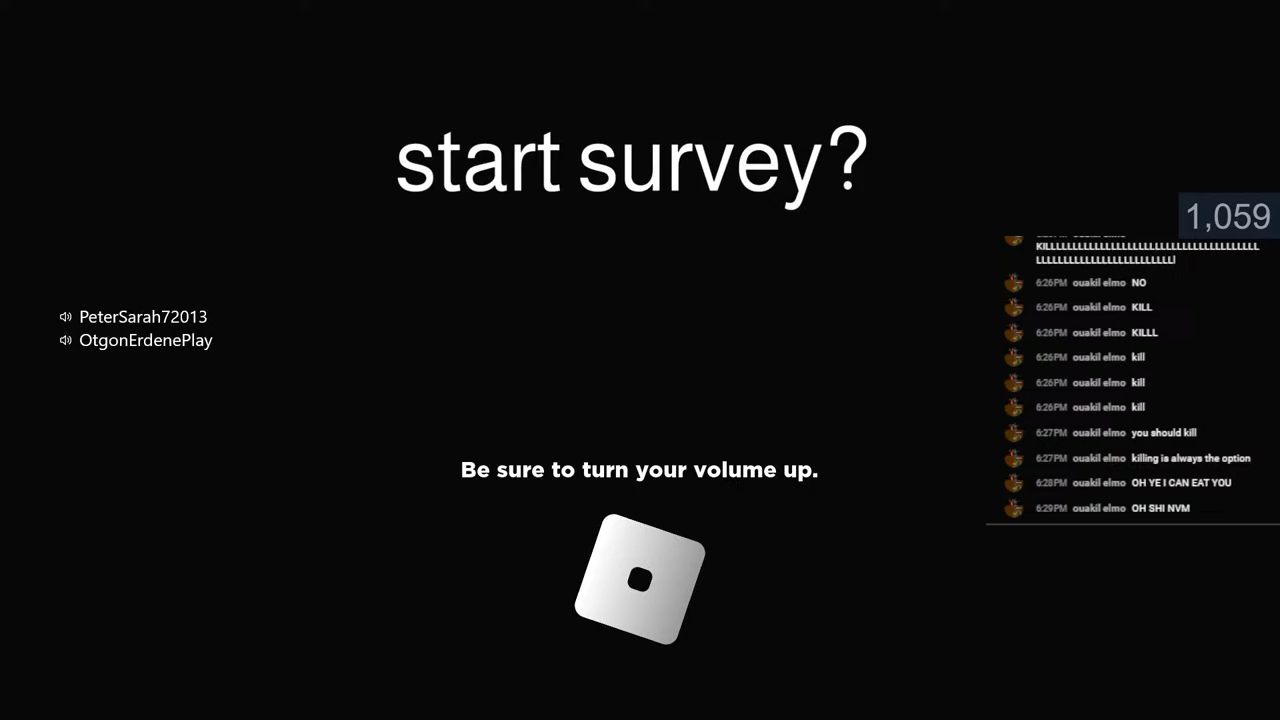 start survey?
1,059
KILLLLLLLLLLLLLLLLLLLLLLLLLLLLLLLLLLLLLL
LLLLLLLLLLLLLLLLLLLLLLLL!
6:26PM ouakil elmo NO
6:26PM ouakil elmo KILL
6:26PM ouakil elmo KILLL
6:26PM ouakil elmo kill
6:26PM ouakil elmo kill
6:26PM ouakil elmo kill
6:27PM ouakil elmo you should kill
6:27PM ouakil elmo killing is always the option
6:28PM ouakil elmo OH YE I CAN EAT YOU
6:29PM ouakil elmo OH SHI NVM
PeterSarah72013
OtgonErdenePlay
Be sure to turn your volume up.